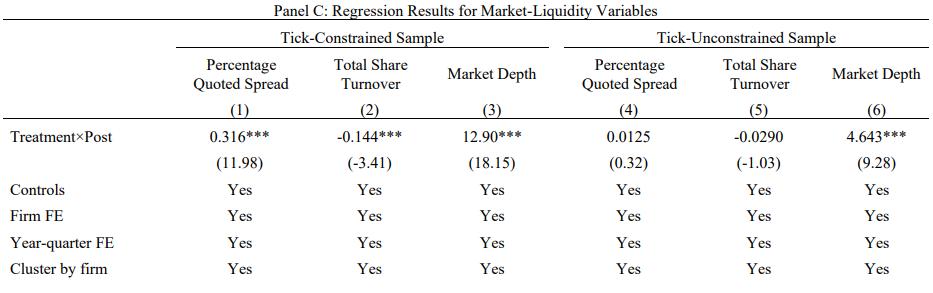 Panel C: Regression Results for Market-Liquidity Variables
Tick-Constrained Sample Tick-Unconstrained Sample
Percentage Quoted Spread Total Share Turnover Market Depth Percentage Quoted Spread Total Share Turnover Market Depth
(1) (2) (3) (4) (5) (6)
Treatment×Post 0.316*** -0.144*** 12.90*** 0.0125 -0.0290 4.643***
(11.98) (-3.41) (18.15) (0.32) (-1.03) (9.28)
Controls Yes Yes Yes Yes Yes Yes
Firm FE Yes Yes Yes Yes Yes Yes
Year-quarter FE Yes Yes Yes Yes Yes Yes
Cluster by firm Yes Yes Yes Yes Yes Yes